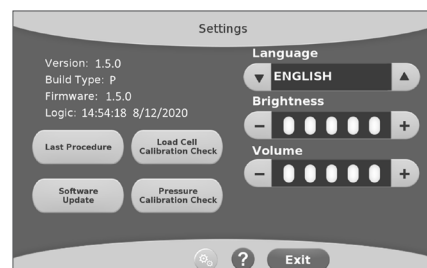 Settings
Version: 1.5.0
Build Type: P
Firmware: 1.5.0
Logic: 14:54:18 8/12/2020
Last Procedure
Load Cell
Calibration Check
Software
Update
Pressure
Calibration Check
Language
ENGLISH
Brightness
- +
Volume
- +
? Exit